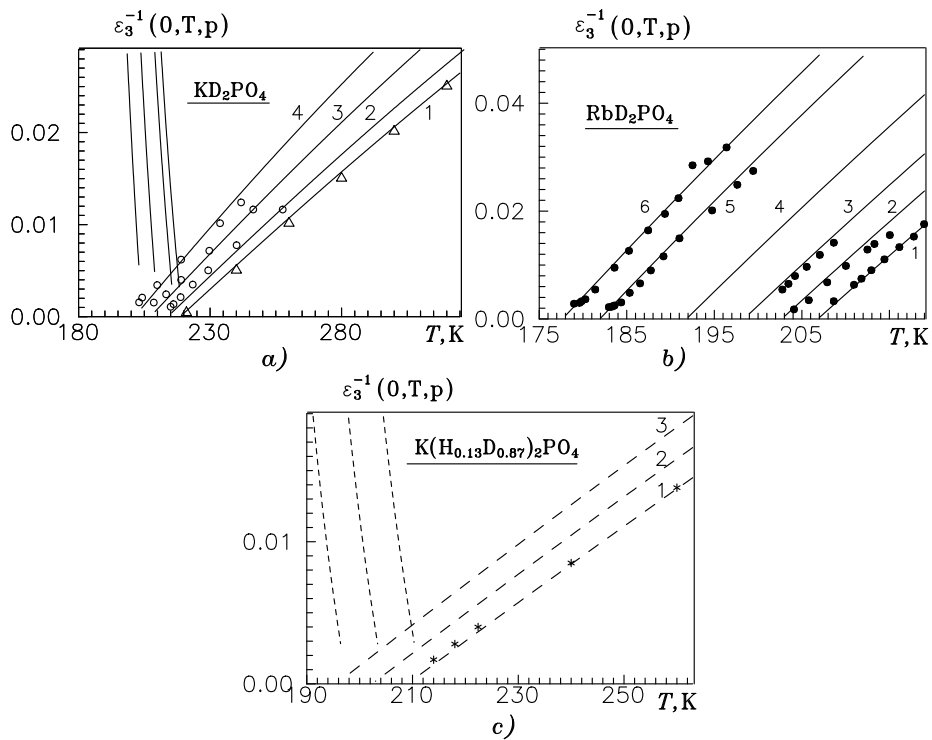 ε₃⁻¹(0,T,p)
KD₂PO₄
4 3 2 1
0.02
0.01
0.00
180 230 280 T,K
a)
ε₃⁻¹(0,T,p)
RbD₂PO₄
0.04
0.02
0.00
6 5 4 3 2 1
175 185 195 205 T,K
b)
ε₃⁻¹(0,T,p)
K(H₀.₁₃D₀.₈₇)₂PO₄
3
2
1
0.01
0.00
190 210 230 250 T,K
c)